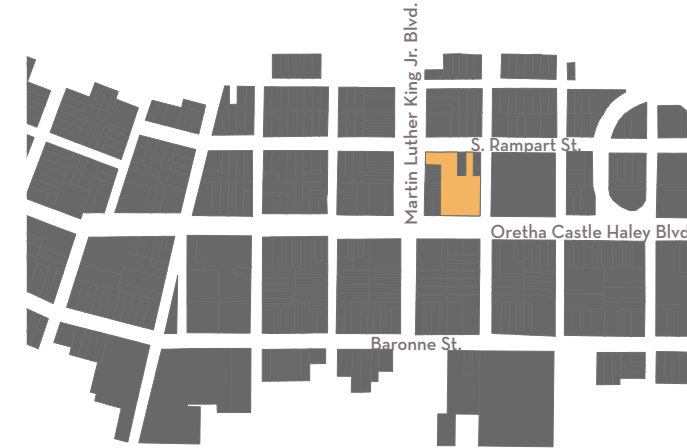 Martin Luther King Jr. Blvd.
S. Rampart St.
Oretha Castle Haley Blvd
Baronne St.